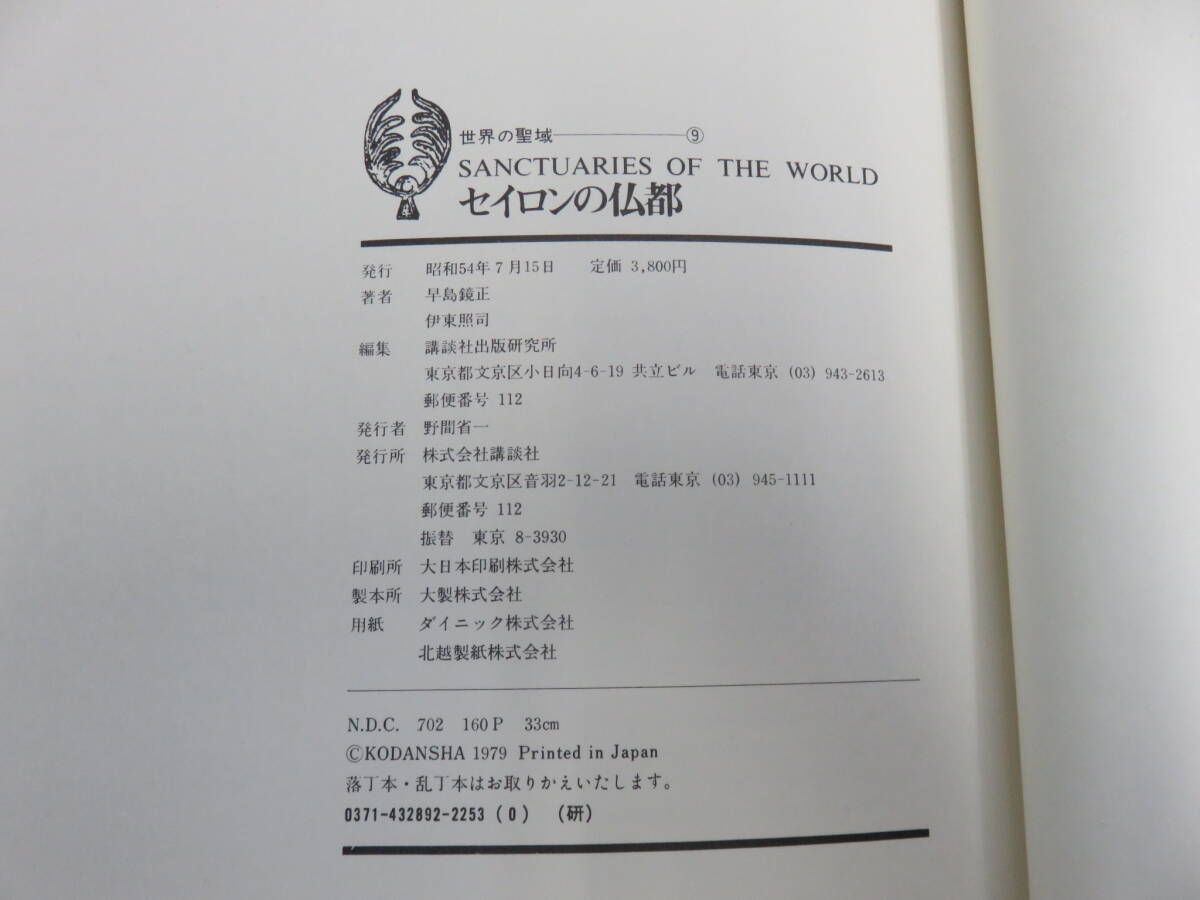 世界の聖域――――⑨
SANCTUARIES OF THE WORLD
セイロンの仏都
発行 昭和54年7月15日 定価 3,800円
著者 早島鏡正
伊東照司
編集 講談社出版研究所
東京都文京区小日向4-6-19 共立ビル 電話東京 (03) 943-2613
郵便番号 112
発行者 野間省一
発行所 株式会社講談社
東京都文京区音羽2-12-21 電話東京 (03) 945-1111
郵便番号 112
振替 東京 8-3930
印刷所 大日本印刷株式会社
製本所 大製株式会社
用紙 ダイニック株式会社
北越製紙株式会社
N.D.C. 702 160P 33cm
©KODANSHA 1979 Printed in Japan
落丁本・乱丁本はお取りかえいたします。
0371-432892-2253 (0) (研)